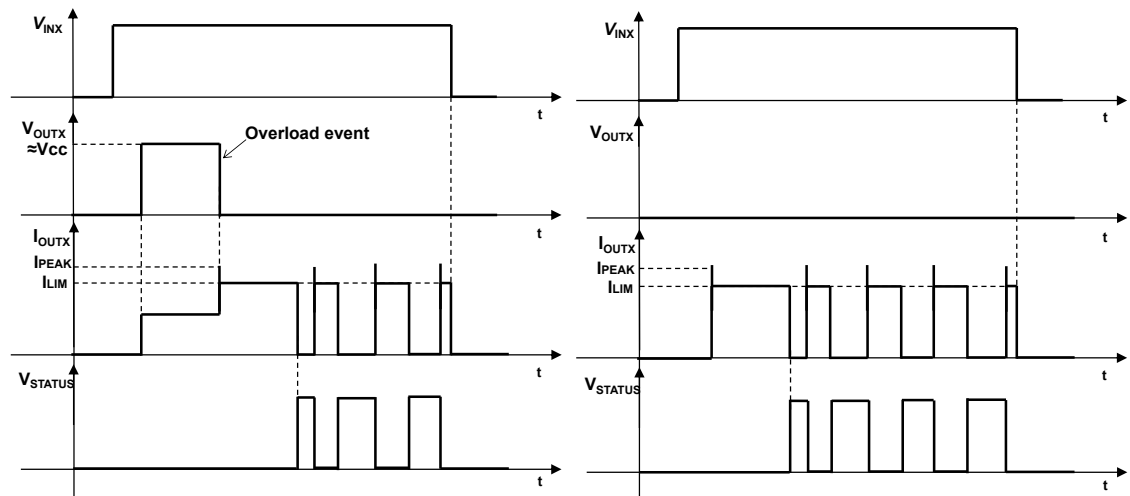 VINX
t
VOUTX
≈VCC
Overload event
t
IOUTX
IPEAK
ILIM
t
VSTATUS
t
VINX
t
VOUTX
t
IOUTX
IPEAK
ILIM
t
VSTATUS
t